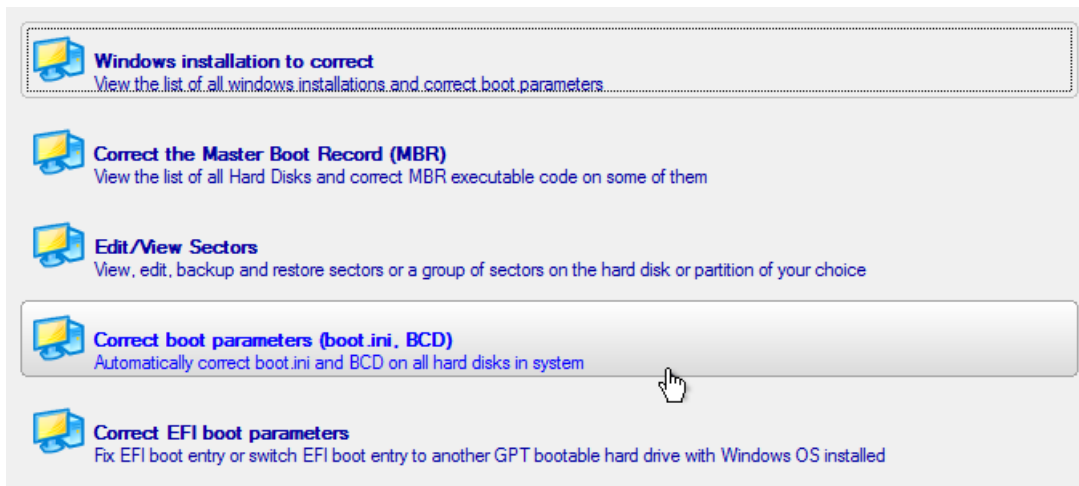 Windows installation to correct
View the list of all windows installations and correct boot parameters
Correct the Master Boot Record (MBR)
View the list of all Hard Disks and correct MBR executable code on some of them
Edit/View Sectors
View, edit, backup and restore sectors or a group of sectors on the hard disk or partition of your choice
Correct boot parameters (boot.ini, BCD)
Automatically correct boot.ini and BCD on all hard disks in system
Correct EFI boot parameters
Fix EFI boot entry or switch EFI boot entry to another GPT bootable hard drive with Windows OS installed